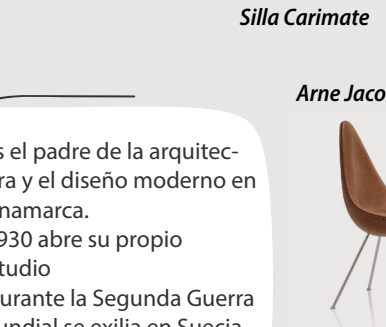 Silla Carimate
Arne Jaco
s el padre de la arquitec-
ra y el diseño moderno en
namarca.
930 abre su propio
tudio
urante la Segunda Guerra
undial se exilia en Suecia